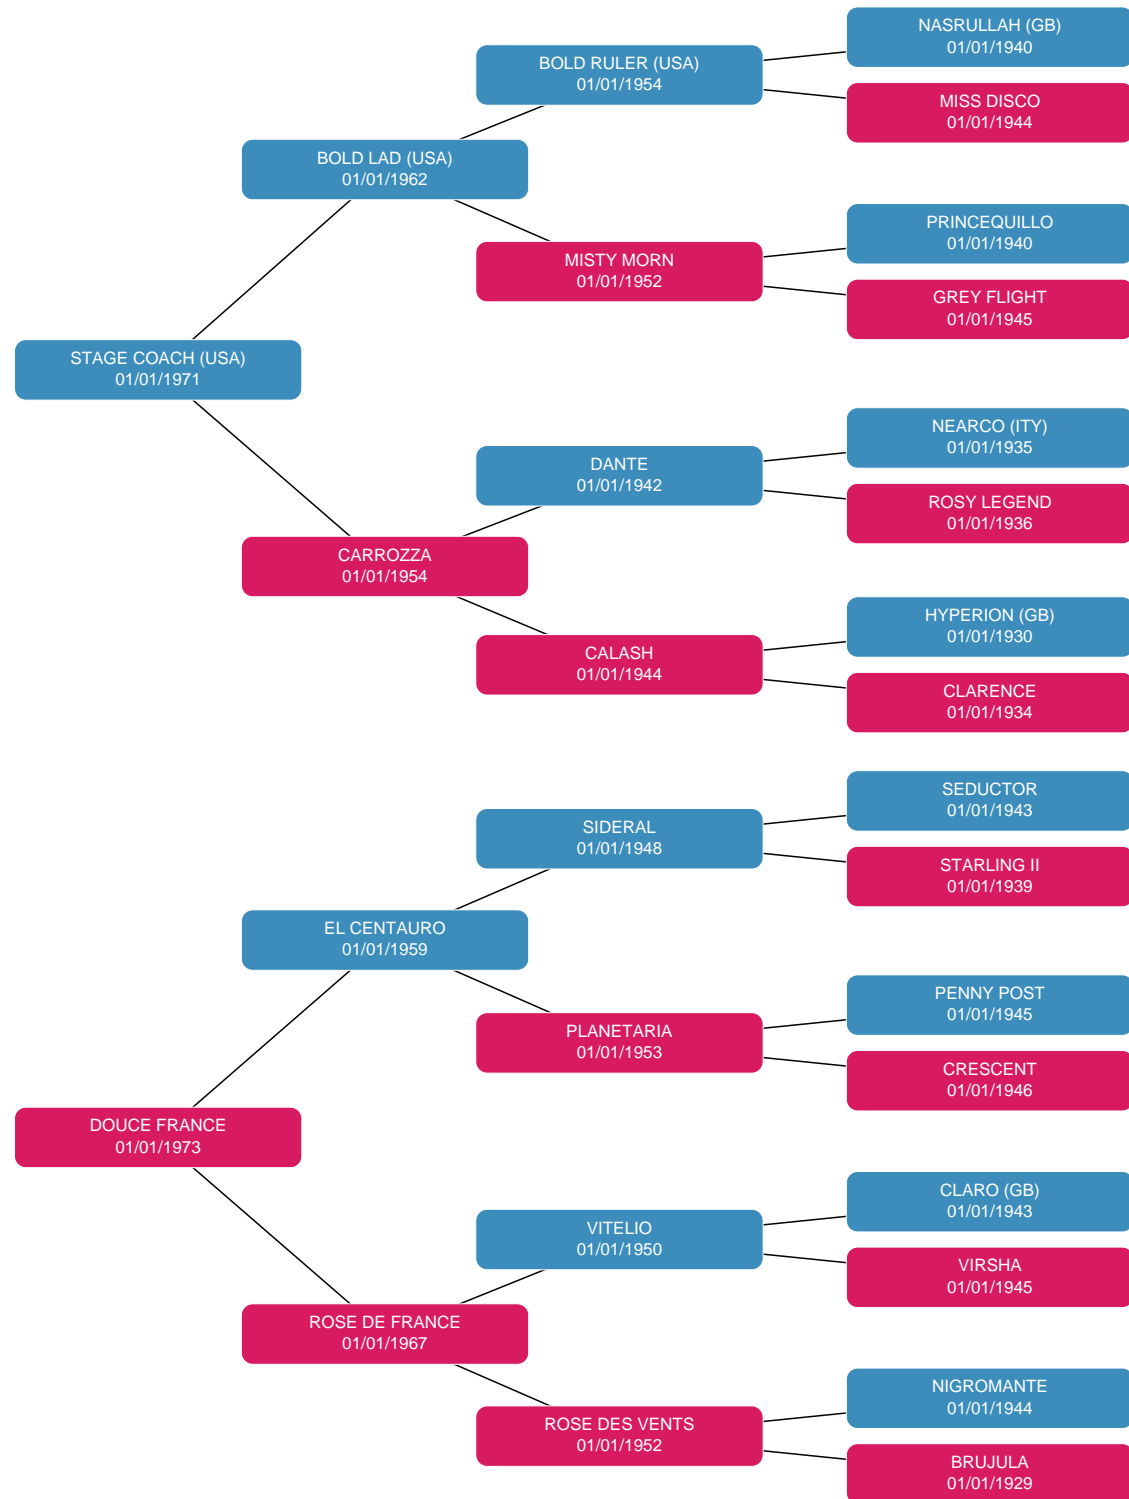 NASRULLAH (GB)
01/01/1940
BOLD RULER (USA)
01/01/1954
MISS DISCO
01/01/1944
BOLD LAD (USA)
01/01/1962
PRINCEQUILLO
01/01/1940
MISTY MORN
01/01/1952
GREY FLIGHT
01/01/1945
STAGE COACH (USA)
01/01/1971
NEARCO (ITY)
01/01/1935
DANTE
01/01/1942
ROSY LEGEND
01/01/1936
CARROZZA
01/01/1954
HYPERION (GB)
01/01/1930
CALASH
01/01/1944
CLARENCE
01/01/1934
SEDUCTOR
01/01/1943
SIDERAL
01/01/1948
STARLING II
01/01/1939
EL CENTAURO
01/01/1959
PENNY POST
01/01/1945
PLANETARIA
01/01/1953
CRESCENT
01/01/1946
DOUCE FRANCE
01/01/1973
CLARO (GB)
01/01/1943
VITELIO
01/01/1950
VIRSHA
01/01/1945
ROSE DE FRANCE
01/01/1967
NIGROMANTE
01/01/1944
ROSE DES VENTS
01/01/1952
BRUJULA
01/01/1929